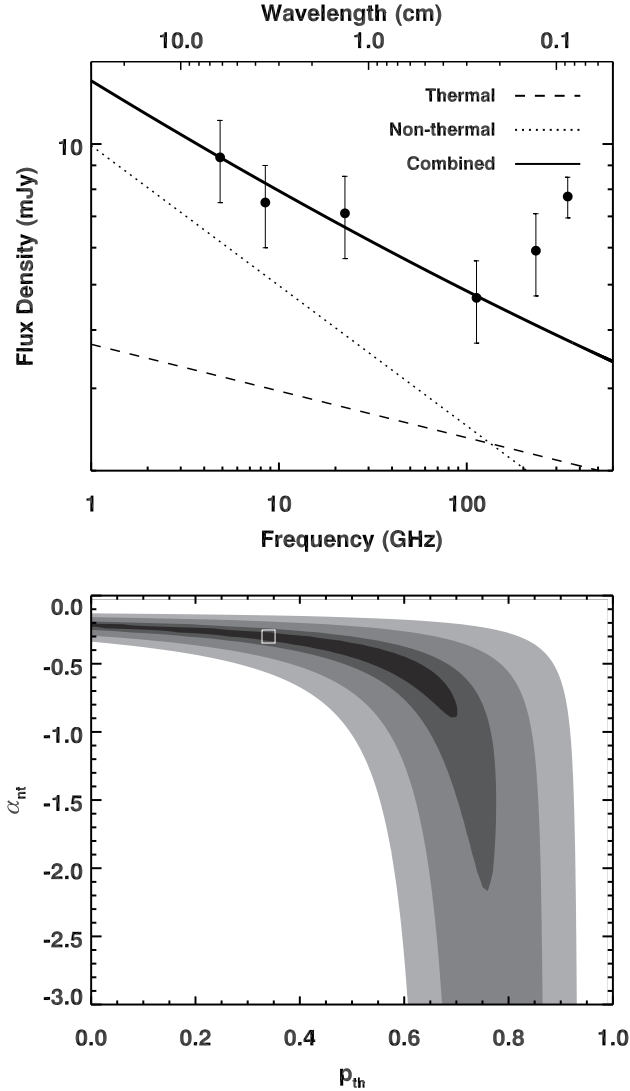 Wavelength (cm)
10.0 1.0 0.1
Thermal
Non-thermal
Combined
10
Flux Density (mJy)
1 10 100
Frequency (GHz)
0.0
-0.5
-1.0
-1.5
-2.0
-2.5
-3.0
αnt
0.0 0.2 0.4 0.6 0.8 1.0
pth